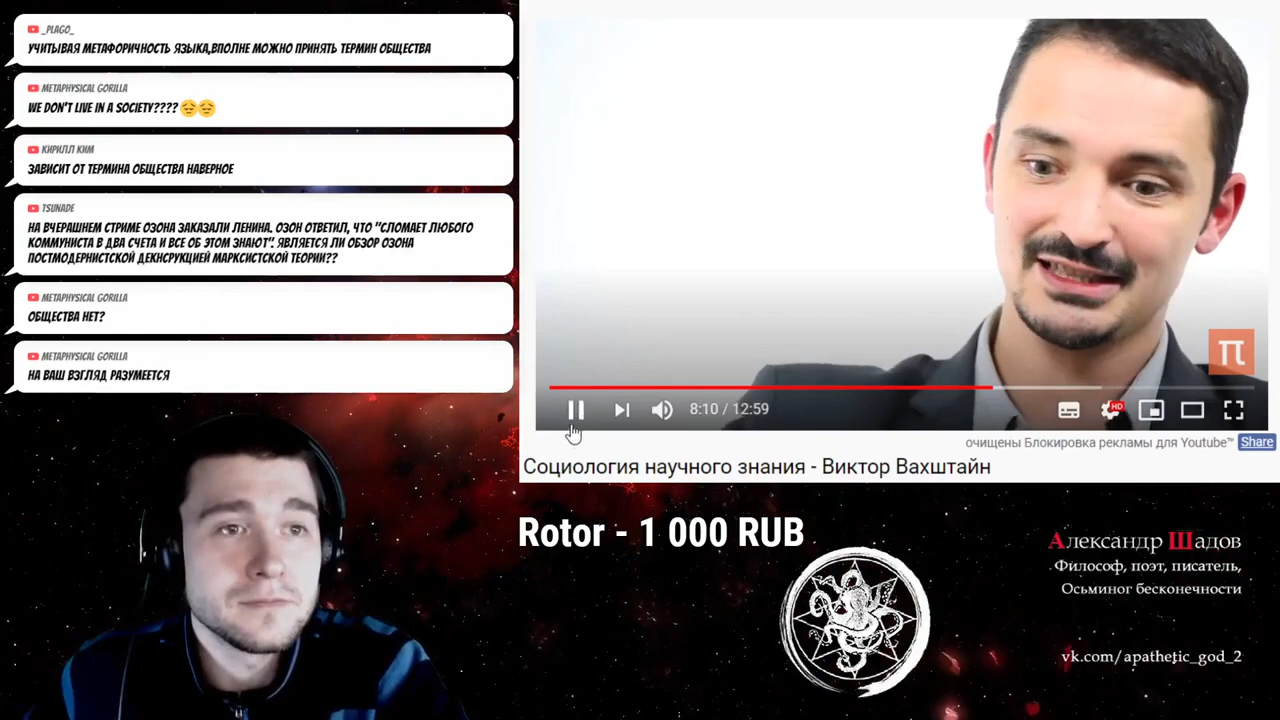 _PLAGO_
УЧИТЫВАЯ МЕТАФОРИЧНОСТЬ ЯЗЫКА,ВПОЛНЕ МОЖНО ПРИНЯТЬ ТЕРМИН ОБЩЕСТВА
METAPHYSICAL GORILLA
WE DON'T LIVE IN A SOCIETY???? 😔😔
КИРИЛЛ КИМ
ЗАВИСИТ ОТ ТЕРМИНА ОБЩЕСТВА НАВЕРНОЕ
TSUNADE
НА ВЧЕРАШНЕМ СТРИМЕ ОЗОНА ЗАКАЗАЛИ ЛЕНИНА. ОЗОН ОТВЕТИЛ, ЧТО "СЛОМАЕТ ЛЮБОГО
КОММУНИСТА В ДВА СЧЕТА И ВСЕ ОБ ЭТОМ ЗНАЮТ". ЯВЛЯЕТСЯ ЛИ ОБЗОР ОЗОНА
ПОСТМОДЕРНИСТСКОЙ ДЕКНСРУКЦИЕЙ МАРКСИСТСКОЙ ТЕОРИИ??
METAPHYSICAL GORILLA
ОБЩЕСТВА НЕТ?
METAPHYSICAL GORILLA
НА ВАШ ВЗГЛЯД РАЗУМЕЕТСЯ
π
8:10 / 12:59
HD
очищены Блокировка рекламы для Youtube™ Share
Социология научного знания - Виктор Вахштайн
Rotor - 1 000 RUB
Александр Шадов
Философ, поэт, писатель,
Осьминог бесконечности
vk.com/apathetic_god_2